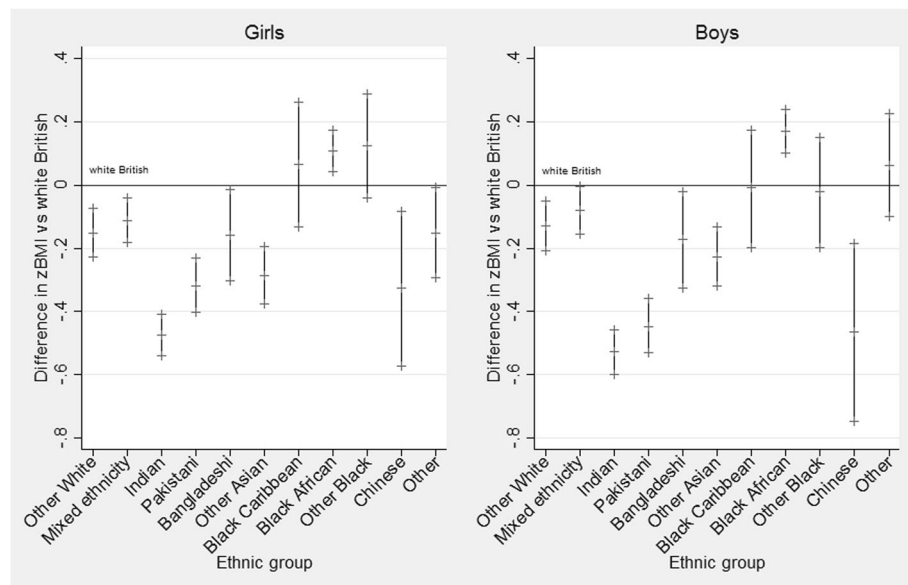 Girls
Difference in zBMI vs white British
.4
.2
0
-.2
-.4
-.6
-.8
white British
Other White
Mixed ethnicity
Indian
Pakistani
Bangladeshi
Other Asian
Black Caribbean
Black African
Other Black
Chinese
Other
Ethnic group
Boys
Difference in zBMI vs white British
.4
.2
0
-.2
-.4
-.6
-.8
white British
Other White
Mixed ethnicity
Indian
Pakistani
Bangladeshi
Other Asian
Black Caribbean
Black African
Other Black
Chinese
Other
Ethnic group